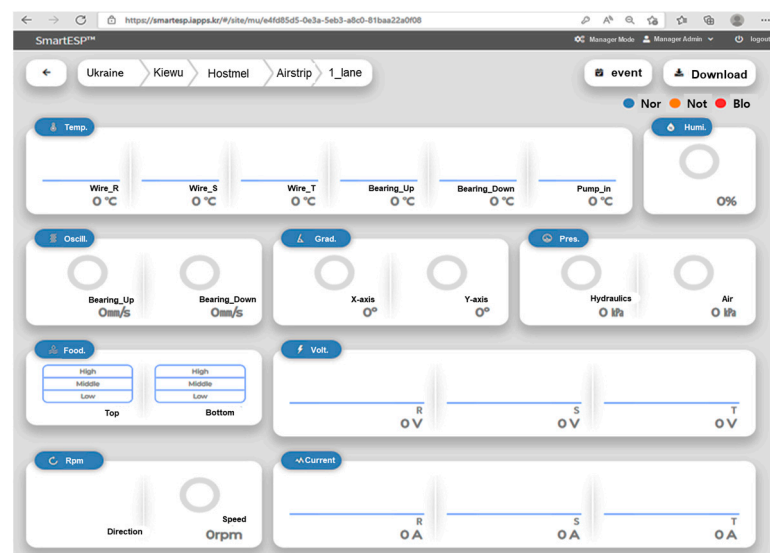 https://smartesp.iapps.kr/#/site/mu/e4fd85d5-0e3a-5eb3-a8c0-81baa22a0f08
SmartESP™ Manager Mode Manager Admin logout
Ukraine Kiewu Hostmel Airstrip 1_lane event Download
Nor Not Blo
Temp. Humi.
Wire_R Wire_S Wire_T Bearing_Up Bearing_Down Pump_in
0 °C 0 °C 0 °C 0 °C 0 °C 0 °C 0%
Oscill. Grad. Pres.
Bearing_Up Bearing_Down X-axis Y-axis Hydraulics Air
0mm/s 0mm/s 0° 0° 0 kPa 0 kPa
Food. Volt.
High High
Middle Middle
Low Low
Top Bottom R S T
0 V 0 V 0 V
Rpm Current
Direction Speed R S T
0rpm 0 A 0 A 0 A